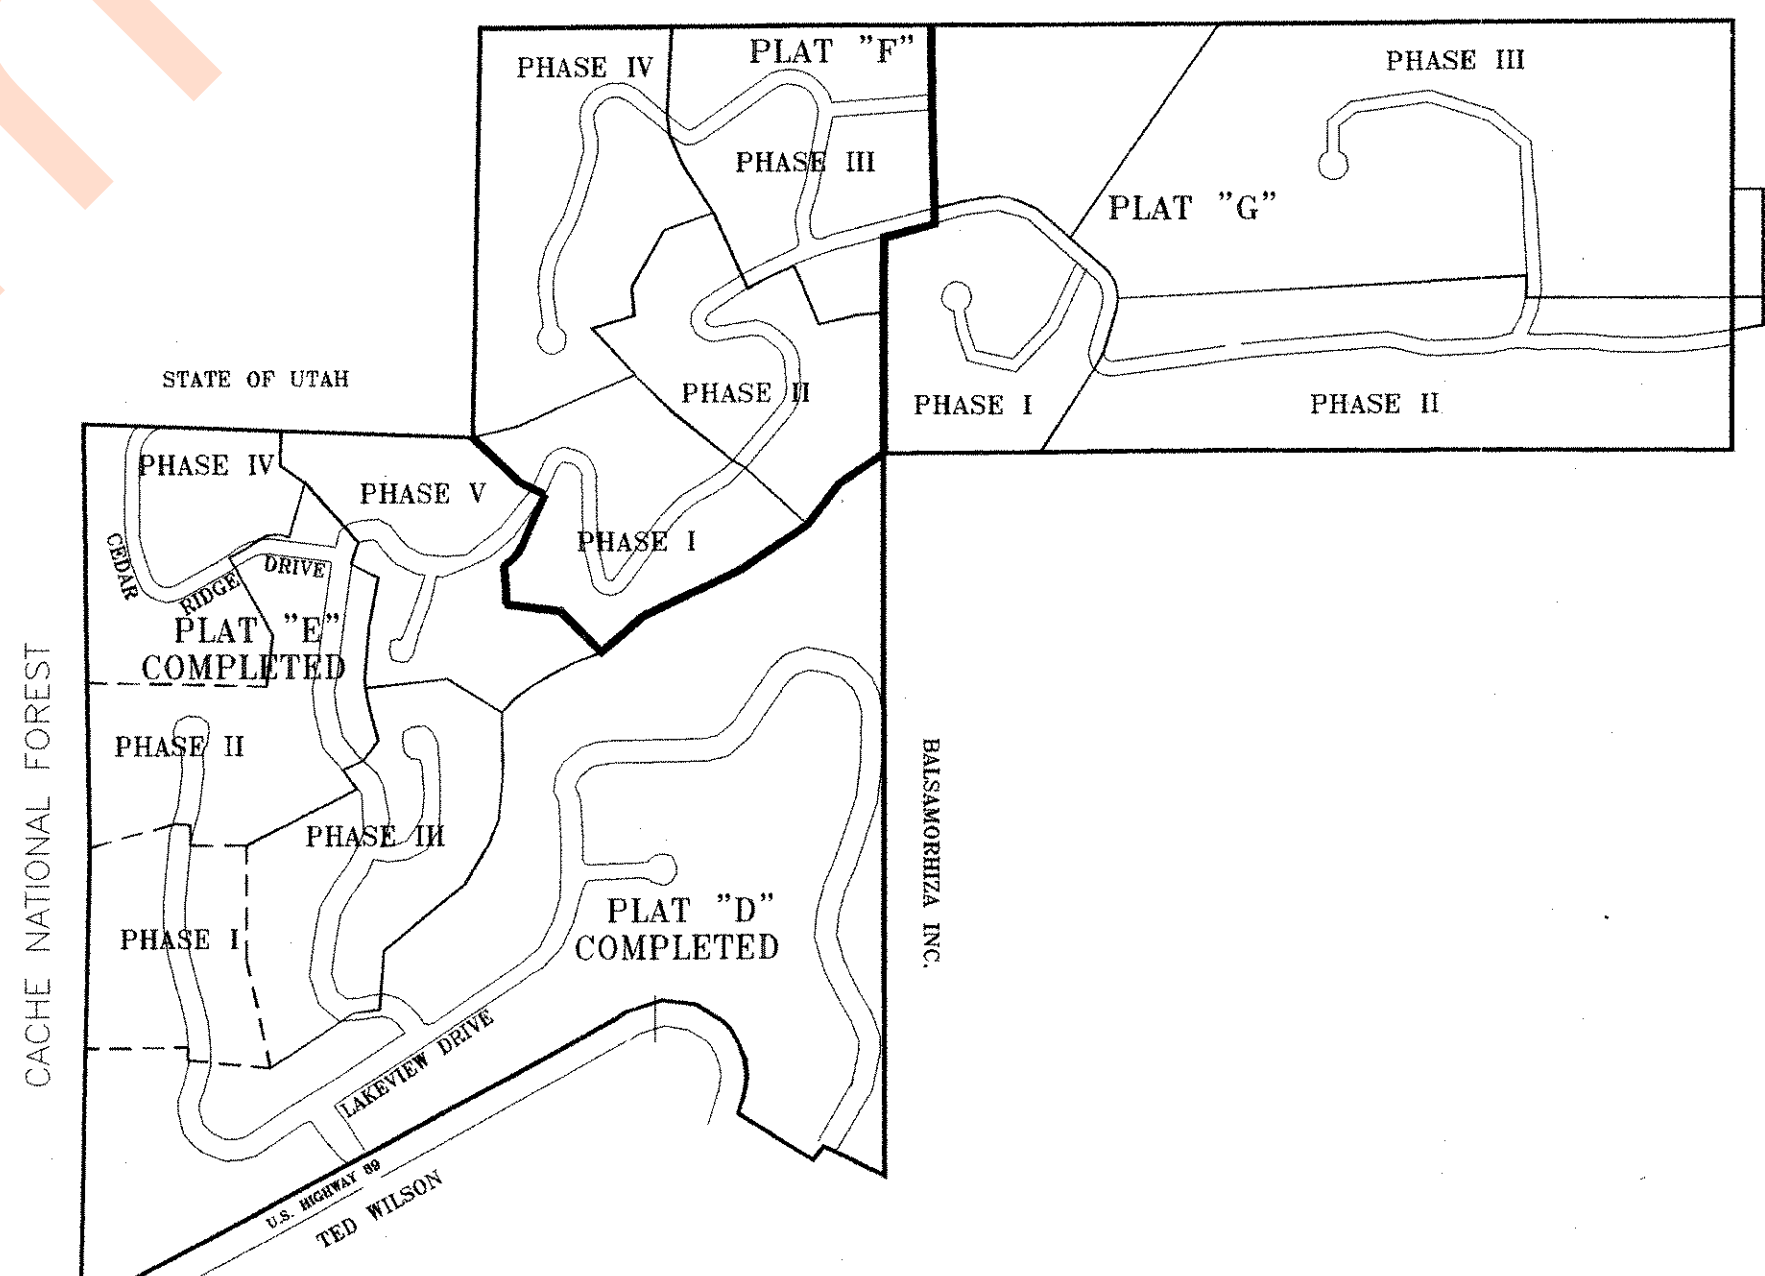 PHASE IV
PLAT "F"
PHASE III
PHASE III
PLAT "G"
STATE OF UTAH
PHASE II
PHASE I
PHASE II
PHASE IV
PHASE V
PHASE I
CEDAR
RIDGE
DRIVE
PLAT "E"
COMPLETED
CACHE NATIONAL FOREST
PHASE II
BALSAMORHIZA INC.
PHASE III
PHASE I
PLAT "D"
COMPLETED
LAKEVIEW DRIVE
U.S. HIGHWAY 89
TED WILSON